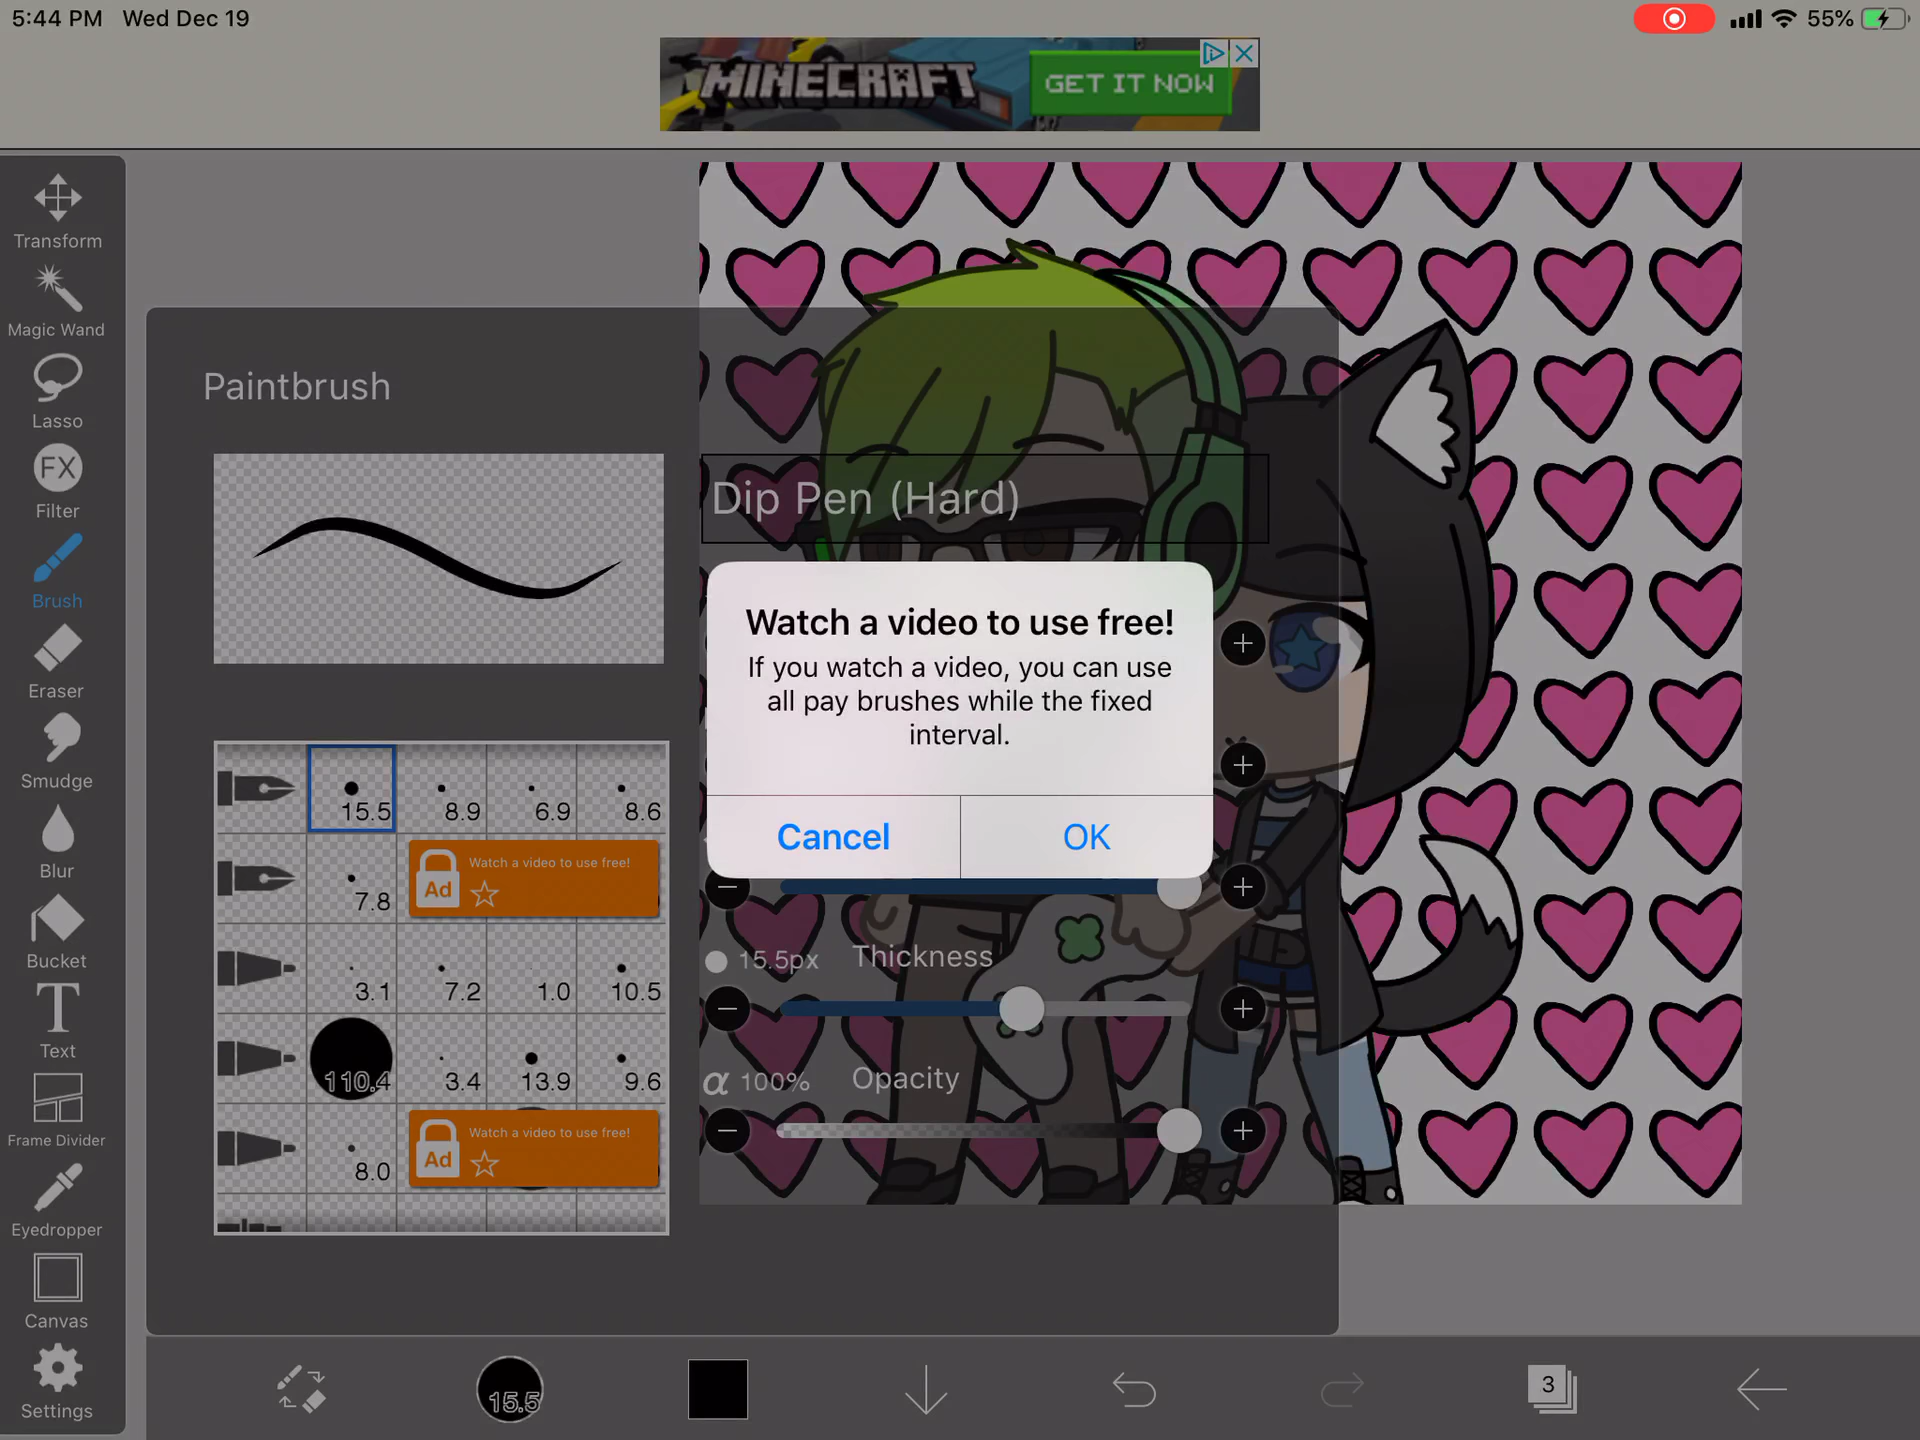 5:44 PM Wed Dec 19
55%
MINECRAFT
GET IT NOW
Transform
Magic Wand
Lasso
FX
Filter
Brush
Eraser
Smudge
Blur
Bucket
T
Text
Frame Divider
Eyedropper
Canvas
Settings
Paintbrush
Dip Pen (Hard)
Watch a video to use free!
If you watch a video, you can use
all pay brushes while the fixed
interval.
Cancel
OK
15.5 8.9 6.9 8.6
7.8
Watch a video to use free!
Ad
3.1 7.2 1.0 10.5
110.4 3.4 13.9 9.6
8.0
Watch a video to use free!
Ad
15.5px Thickness
α 100% Opacity
15.5
3